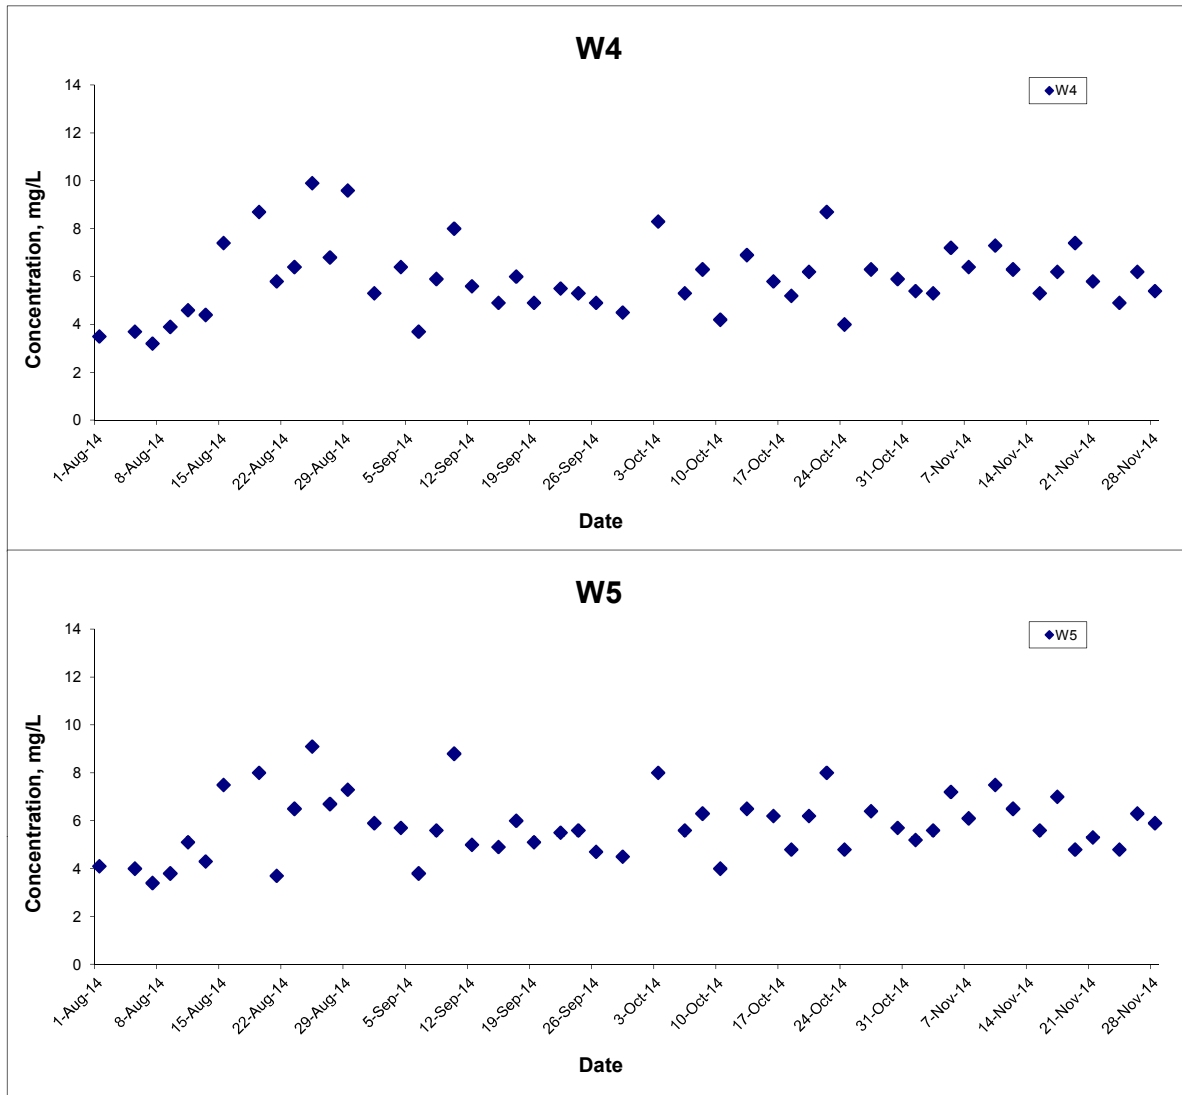 W4
W4
14
12
10
8
6
4
2
0
Concentration, mg/L
1-Aug-14
8-Aug-14
15-Aug-14
22-Aug-14
29-Aug-14
5-Sep-14
12-Sep-14
19-Sep-14
26-Sep-14
3-Oct-14
10-Oct-14
17-Oct-14
24-Oct-14
31-Oct-14
7-Nov-14
14-Nov-14
21-Nov-14
28-Nov-14
Date
W5
W5
14
12
10
8
6
4
2
0
Concentration, mg/L
1-Aug-14
8-Aug-14
15-Aug-14
22-Aug-14
29-Aug-14
5-Sep-14
12-Sep-14
19-Sep-14
26-Sep-14
3-Oct-14
10-Oct-14
17-Oct-14
24-Oct-14
31-Oct-14
7-Nov-14
14-Nov-14
21-Nov-14
28-Nov-14
Date